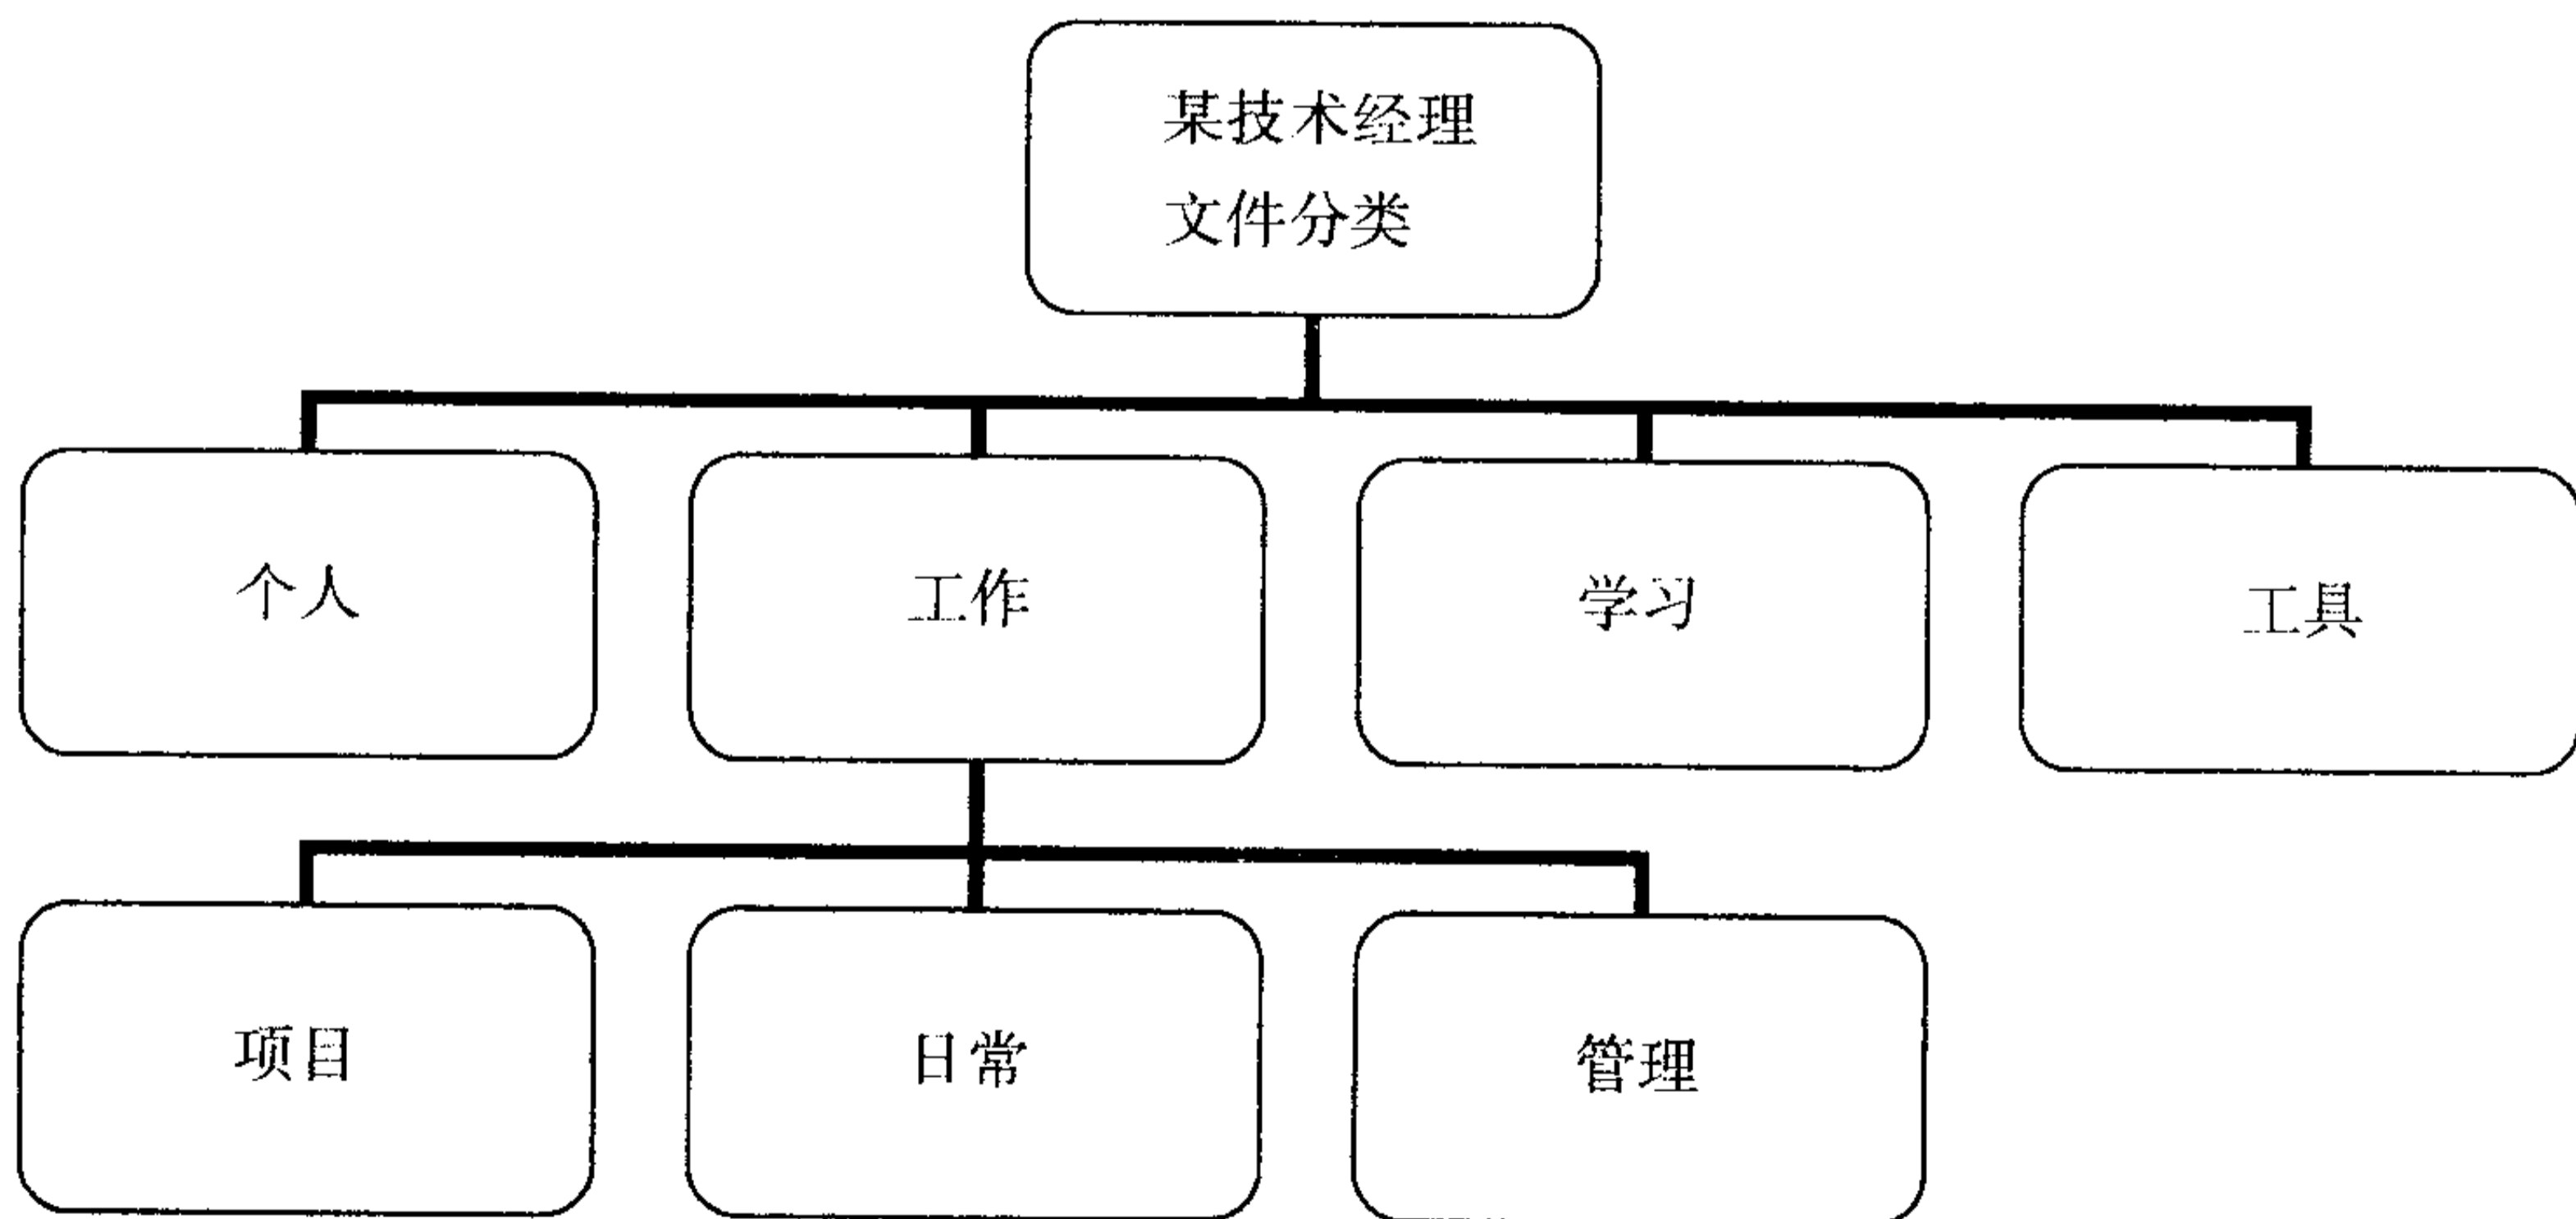 某技术经理
文件分类
个人
工作
学习
工具
项目
日常
管理